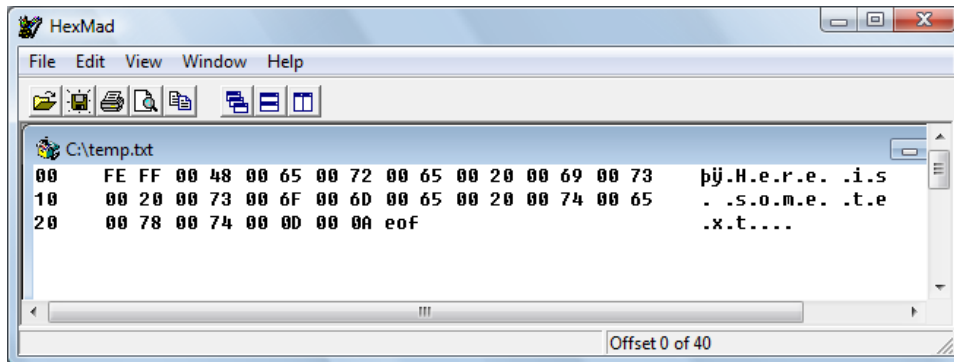 HexMad
File Edit View Window Help
C:\temp.txt
00 FE FF 00 48 00 65 00 72 00 65 00 20 00 69 00 73 þÿ.H.e.r.e. .i.s
10 00 20 00 73 00 6F 00 6D 00 65 00 20 00 74 00 65 . .s.o.m.e. .t.e
20 00 78 00 74 00 0D 00 0A eof .x.t....
Offset 0 of 40